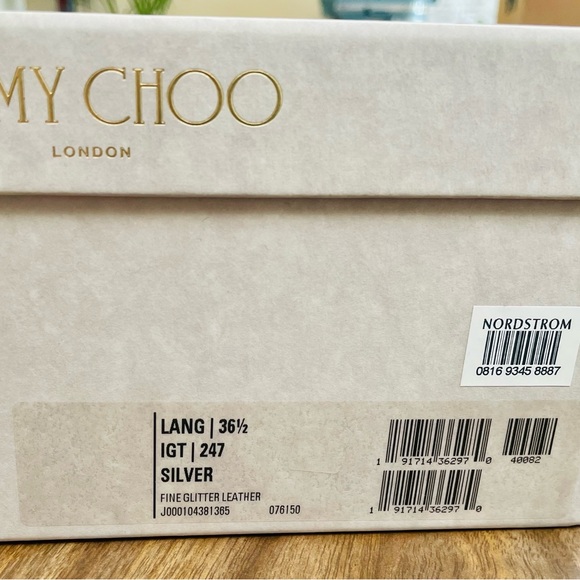 MY CHOO
LONDON
NORDSTROM
0816 9345 8887
LANG | 36½
IGT | 247
SILVER
FINE GLITTER LEATHER
J000104381365 076150
1 91714 36297 0
40082
1 91714 36297 0